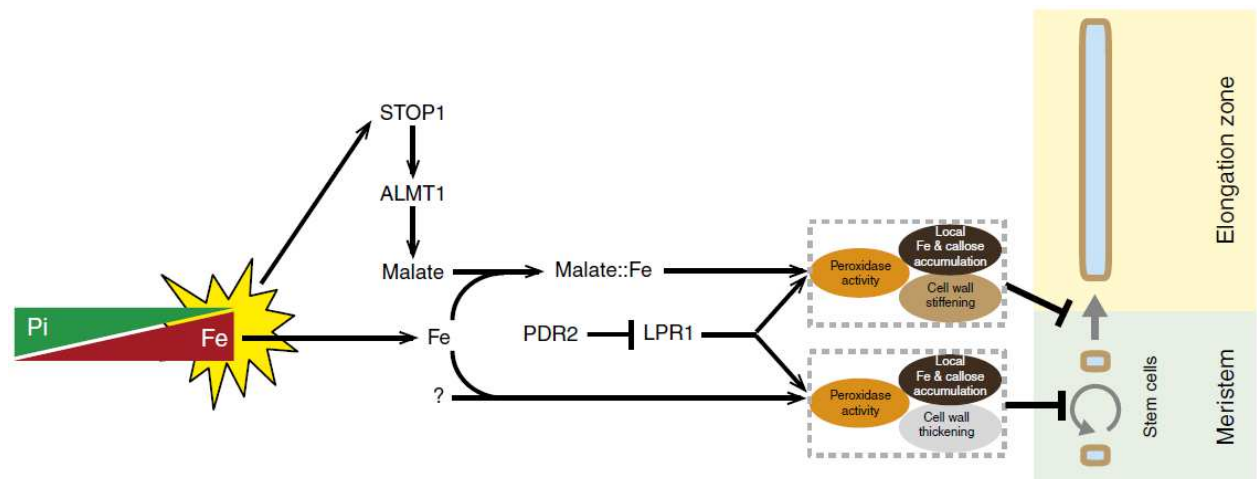 STOP1
ALMT1
Malate
Malate::Fe
Pi
Fe
Fe
PDR2
LPR1
?
Peroxidase
activity
Local
Fe & callose
accumulation
Cell wall
stiffening
Peroxidase
activity
Local
Fe & callose
accumulation
Cell wall
thickening
Elongation zone
Stem cells
Meristem